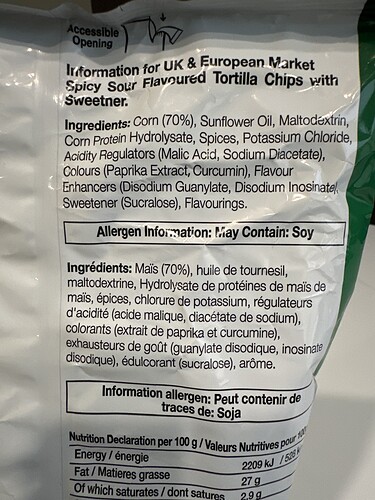 Accessible
Opening
Information for UK & European Market
Spicy Sour Flavoured Tortilla Chips with
Sweetner.
Ingredients: Corn (70%), Sunflower Oil, Maltodextrin,
Corn Protein Hydrolysate, Spices, Potassium Chloride,
Acidity Regulators (Malic Acid, Sodium Diacetate),
Colours (Paprika Extract, Curcumin), Flavour
Enhancers (Disodium Guanylate, Disodium Inosinate),
Sweetener (Sucralose), Flavourings.
Allergen Information: May Contain: Soy
Ingrédients: Maïs (70%), huile de tournesil,
maltodextrine, Hydrolysate de protéines de maïs de
maïs, épices, chlorure de potassium, régulateurs
d'acidité (acide malique, diacétate de sodium),
colorants (extrait de paprika et curcumine),
exhausteurs de goût (guanylate disodique, inosinate
disodique), édulcorant (sucralose), arôme.
Information allergen: Peut contenir de
traces de: Soja
Nutrition Declaration per 100 g / Valeurs Nutritives pour
Energy / énergie 2209 kJ /
Fat / Matieres grasse 27 g
Of which saturates / dont satures 2,9 g